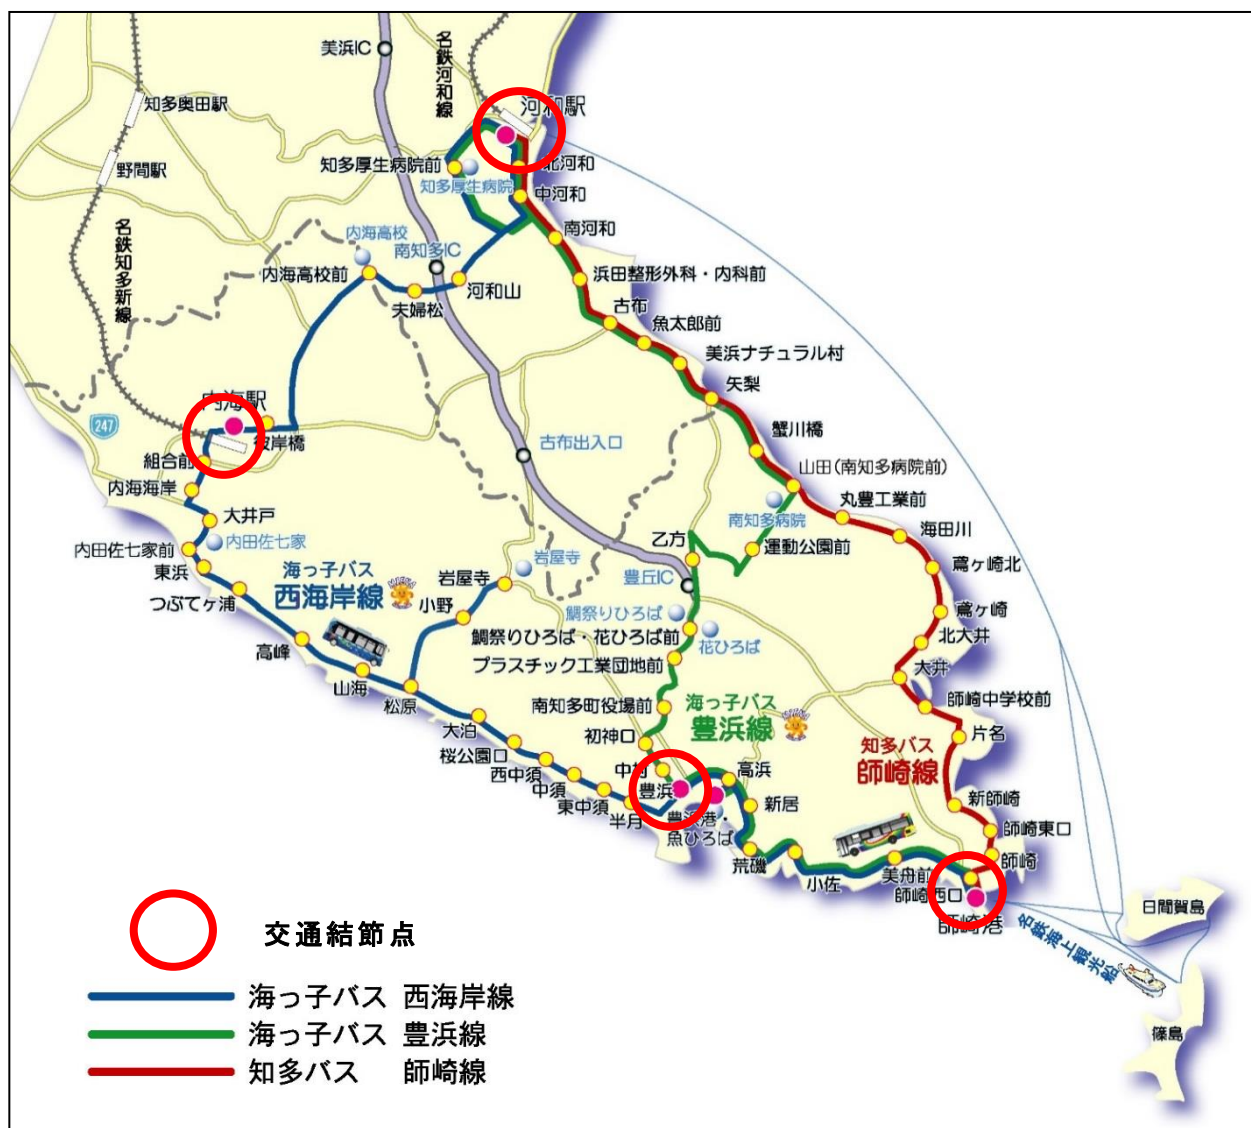 美浜IC
名鉄河和線
河和駅
知多奥田駅
野間駅
知多厚生病院前
知多厚生病院
北河和
中河和
名鉄知多新線
内海高校
南知多IC
南河和
内海高校前
河和山
夫婦松
浜田整形外科・内科前
古布
魚太郎前
美浜ナチュラル村
矢梨
内海駅
彼岸橋
247
蟹川橋
古布出入口
組合前
山田(南知多病院前)
内海海岸
丸豊工業前
大井戸
南知多病院
海田川
内田佐七家前
内田佐七家
乙方
運動公園前
東浜
岩屋寺
岩屋寺
豊丘IC
鳶ヶ崎北
海っ子バス
西海岸線
つぶてヶ浦
小野
鯛祭りひろば
鳶ヶ崎
鯛祭りひろば・花ひろば前
花ひろば
北大井
高峰
プラスチック工業団地前
大井
山海
松原
南知多町役場前
海っ子バス
豊浜線
師崎中学校前
大泊
初神口
知多バス
師崎線
片名
桜公園口
西中須
中村
高浜
中須
豊浜
東中須
新居
新師崎
半月
豊浜港・
魚ひろば
師崎東口
荒磯
小佐
美舟前
師崎
師崎西口
師崎港
日間賀島
名鉄海上観光船
篠島
交通結節点
海っ子バス 西海岸線
海っ子バス 豊浜線
知多バス 師崎線